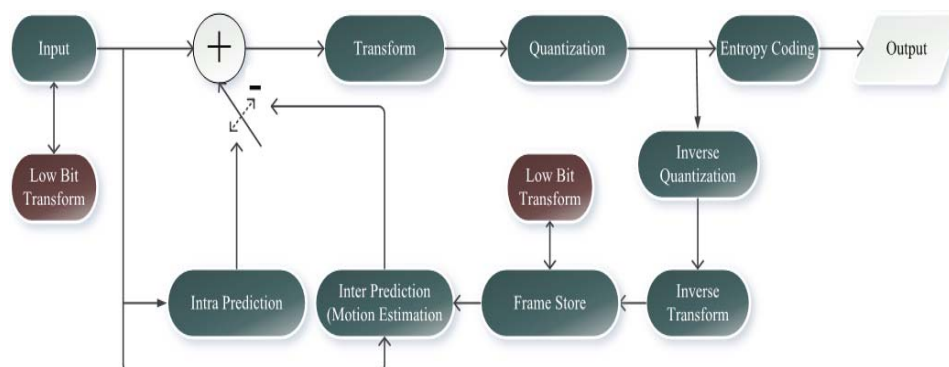 Input
+
Transform
Quantization
Entropy Coding
Output
-
Low Bit
Transform
Low Bit
Transform
Inverse
Quantization
Intra Prediction
Inter Prediction
(Motion Estimation
Frame Store
Inverse
Transform